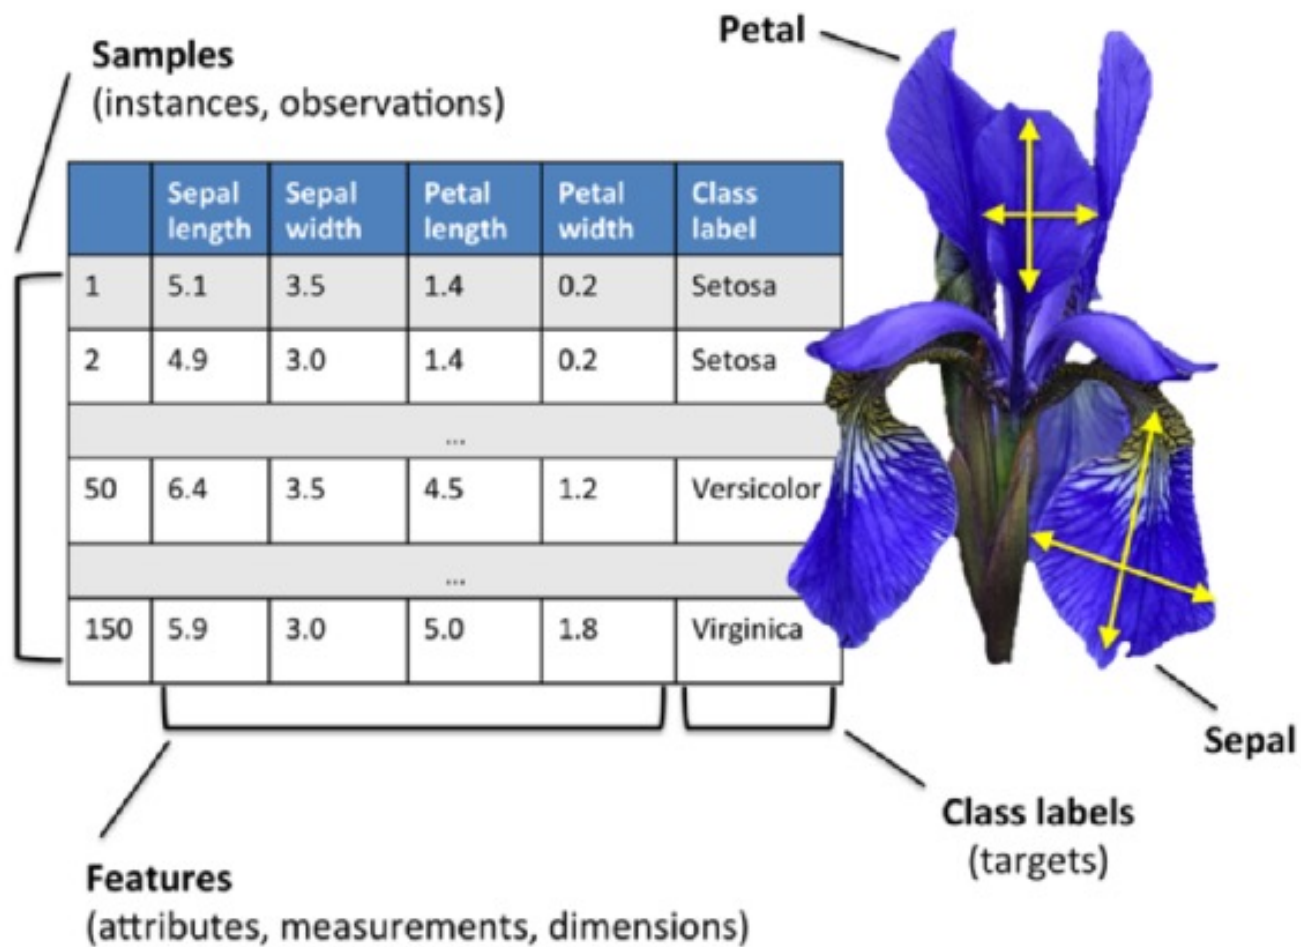 Samples
(instances, observations)
Petal
Sepal length Sepal width Petal length Petal width Class label
1 5.1 3.5 1.4 0.2 Setosa
2 4.9 3.0 1.4 0.2 Setosa
...
50 6.4 3.5 4.5 1.2 Versicolor
...
150 5.9 3.0 5.0 1.8 Virginica
Sepal
Class labels
(targets)
Features
(attributes, measurements, dimensions)